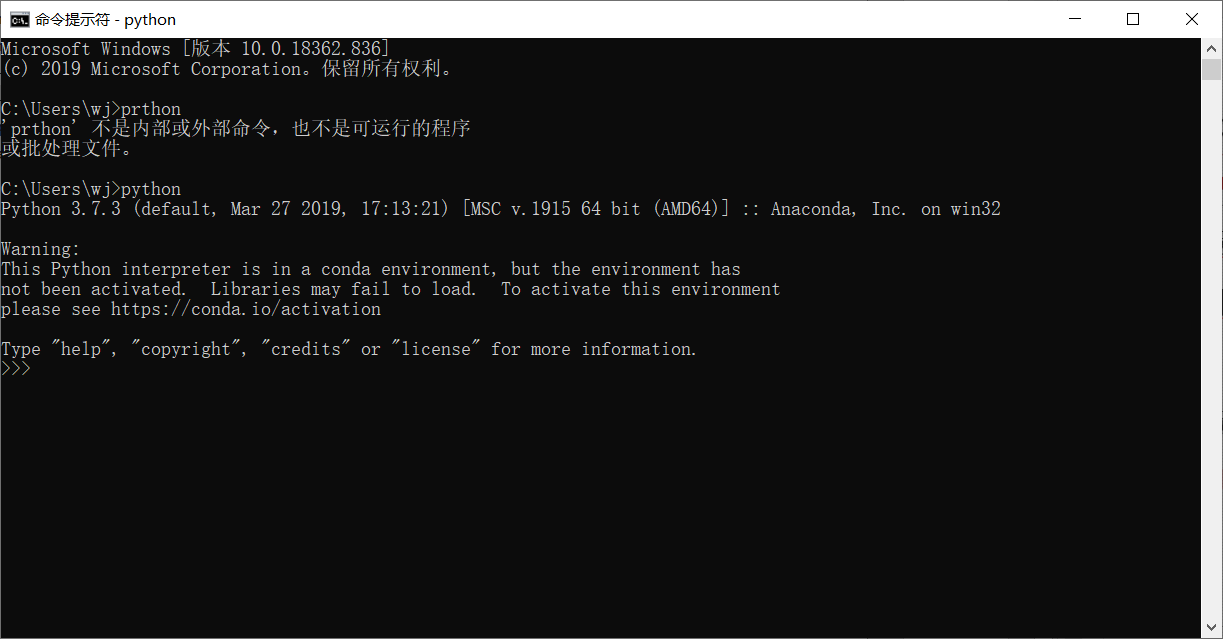 命令提示符 - python
Microsoft Windows [版本 10.0.18362.836]
(c) 2019 Microsoft Corporation。保留所有权利。
C:\Users\wj>prthon
'prthon' 不是内部或外部命令，也不是可运行的程序
或批处理文件。
C:\Users\wj>python
Python 3.7.3 (default, Mar 27 2019, 17:13:21) [MSC v.1915 64 bit (AMD64)] :: Anaconda, Inc. on win32
Warning:
This Python interpreter is in a conda environment, but the environment has
not been activated.  Libraries may fail to load.  To activate this environment
please see https://conda.io/activation
Type "help", "copyright", "credits" or "license" for more information.
>>>